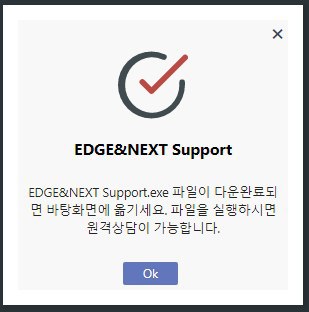 EDGE&NEXT Support
EDGE&NEXT Support.exe 파일이 다운완료되
면 바탕화면에 옮기세요. 파일을 실행하시면
원격상담이 가능합니다.
Ok